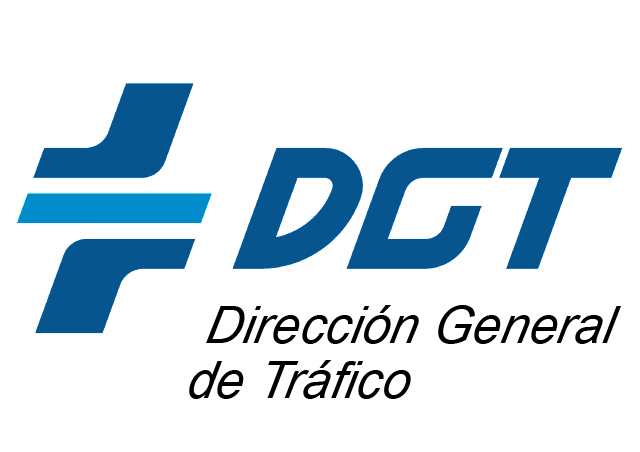 DGT
Dirección General
de Tráfico